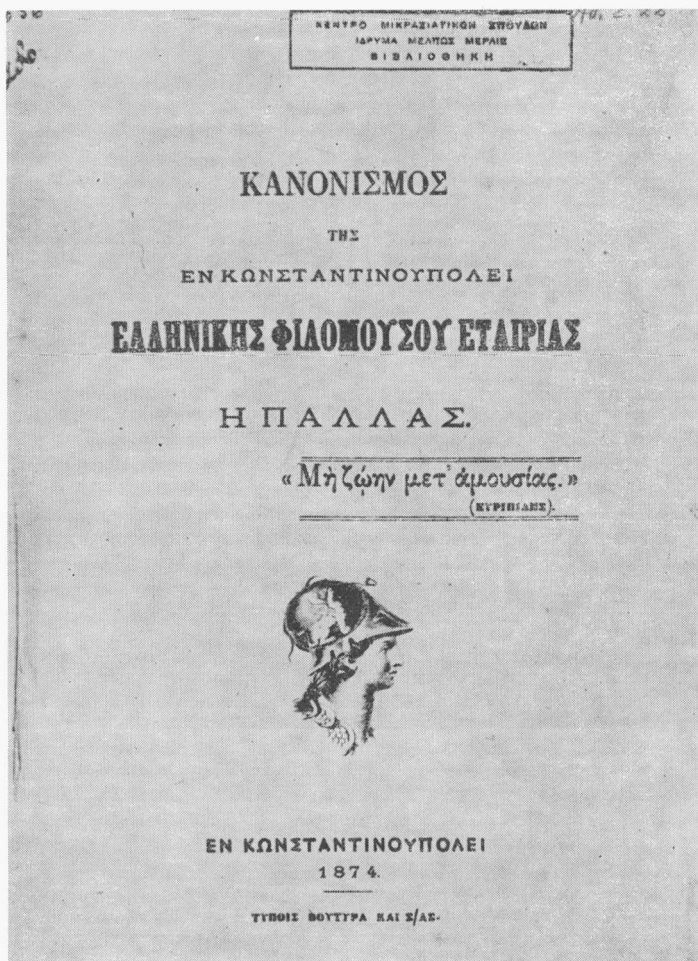 ΚΕΝΤΡΟ ΜΙΚΡΑΣΙΑΤΙΚΩΝ ΣΠΟΥΔΩΝ
ΙΔΡΥΜΑ ΜΕΛΠΩΣ ΜΕΡΛΙΕ
ΒΙΒΛΙΟΘΗΚΗ
ΚΑΝΟΝΙΣΜΟΣ
ΤΗΣ
ΕΝ ΚΩΝΣΤΑΝΤΙΝΟΥΠΟΛΕΙ
ΕΛΛΗΝΙΚΗΣ ΦΙΛΟΜΟΥΣΟΥ ΕΤΑΙΡΙΑΣ
Η ΠΑΛΛΑΣ.
« Μὴ ζῴην μετ' ἀμουσίας. »
(ΕΥΡΙΠΙΔΗΣ).
ΕΝ ΚΩΝΣΤΑΝΤΙΝΟΥΠΟΛΕΙ
1874.
ΤΥΠΟΙΣ ΒΟΥΤΥΡΑ ΚΑΙ Σ/ΑΣ.